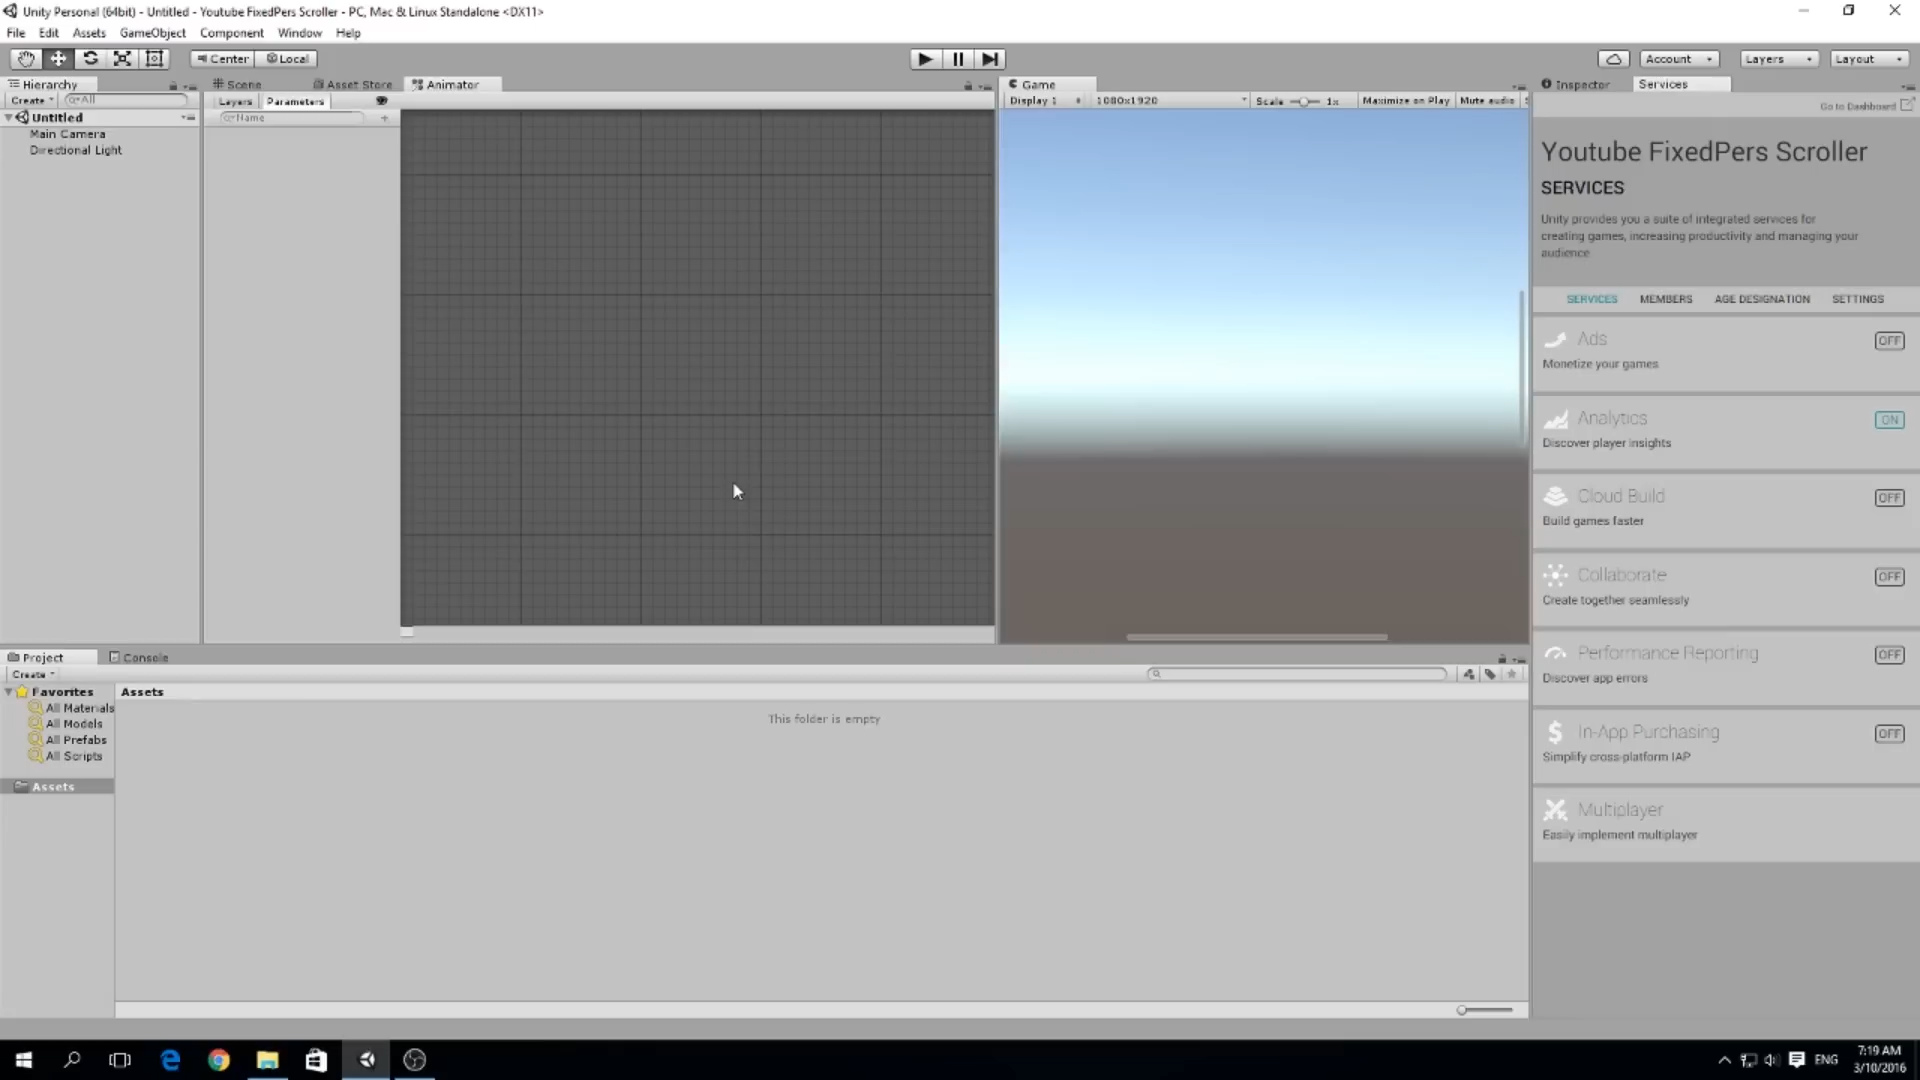 Unity Personal (64bit) - Untitled - Youtube FixedPers Scroller - PC, Mac & Linux Standalone <DX11>
File Edit Assets GameObject Component Window Help
Center Local Account Layers Layout
Hierarchy
Create All
Untitled
Main Camera
Directional Light
Scene Asset Store Animator
Layers Parameters
Name
Game
Display 1 1080x1920 Scale 1x Maximize on Play Mute audio
Inspector Services
Go to Dashboard
Youtube FixedPers Scroller
SERVICES
Unity provides you a suite of integrated services for
creating games, increasing productivity and managing your
audience
SERVICES MEMBERS AGE DESIGNATION SETTINGS
Ads OFF
Monetize your games
Analytics ON
Discover player insights
Cloud Build OFF
Build games faster
Collaborate OFF
Create together seamlessly
Performance Reporting OFF
Discover app errors
In-App Purchasing OFF
Simplify cross-platform IAP
Multiplayer
Easily implement multiplayer
Project Console
Create
Favorites
All Materials
All Models
All Prefabs
All Scripts
Assets
Assets
This folder is empty
ENG
7:19 AM
3/10/2016